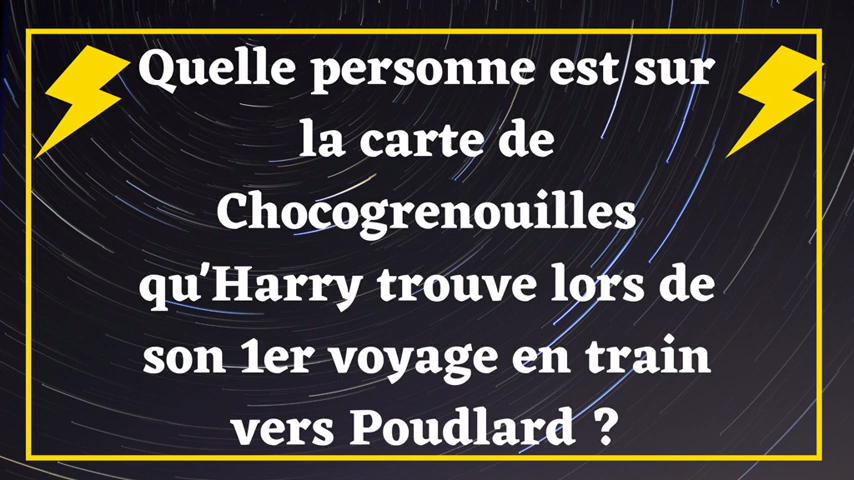 Quelle personne est sur
la carte de
Chocogrenouilles
qu'Harry trouve lors de
son 1er voyage en train
vers Poudlard ?